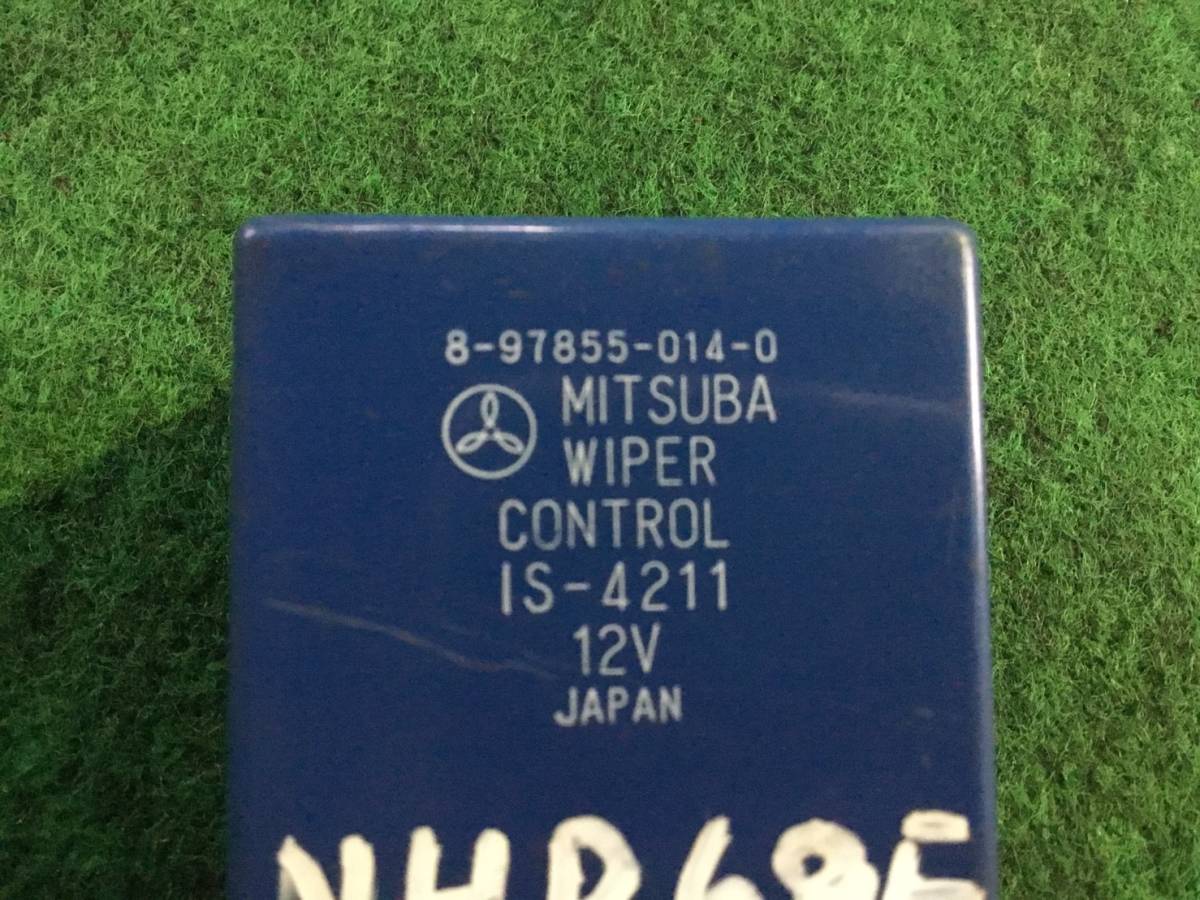 8-97855-014-0
MITSUBA
WIPER
CONTROL
IS-4211
12V
JAPAN